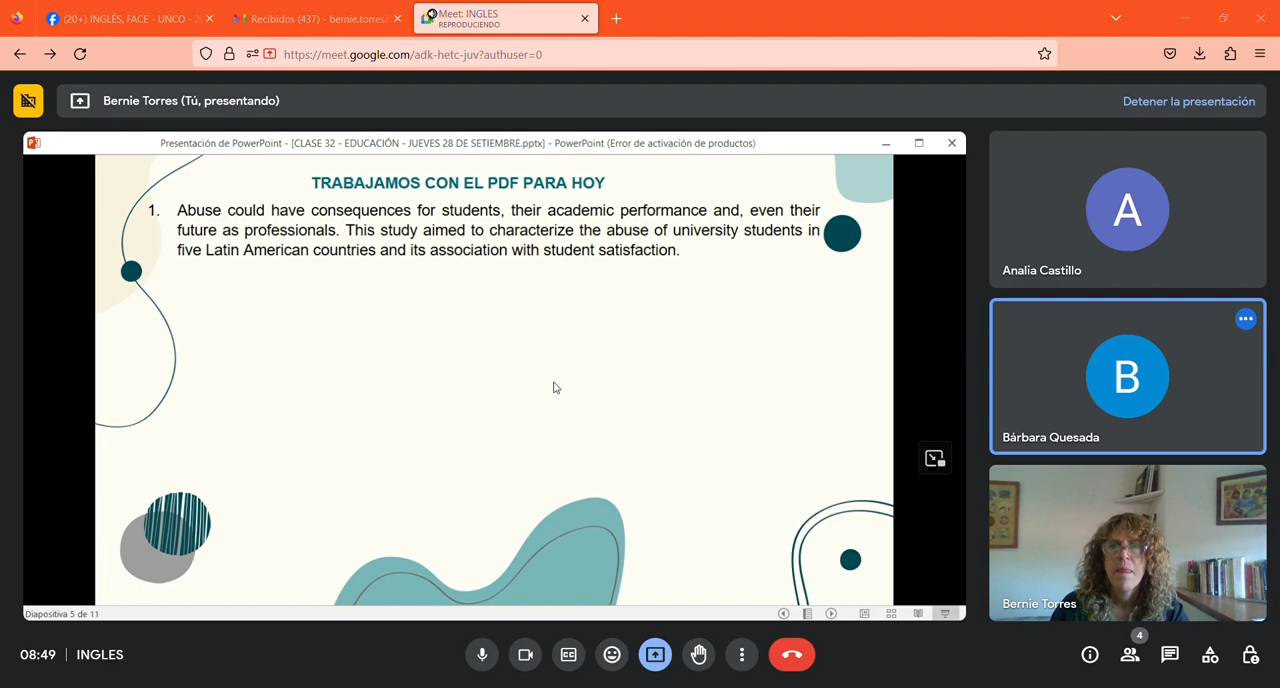 (20+) INGLÉS, FACE - UNCO - 2
Recibidos (437) - bernie.torres
Meet: INGLES
REPRODUCIENDO
https://meet.google.com/adk-hetc-juv?authuser=0
Bernie Torres (Tú, presentando)
Detener la presentación
Presentación de PowerPoint - [CLASE 32 - EDUCACIÓN - JUEVES 28 DE SETIEMBRE.pptx] - PowerPoint (Error de activación de productos)
TRABAJAMOS CON EL PDF PARA HOY
1. Abuse could have consequences for students, their academic performance and, even their
future as professionals. This study aimed to characterize the abuse of university students in
five Latin American countries and its association with student satisfaction.
A
Analia Castillo
B
Bárbara Quesada
Bernie Torres
Diapositiva 5 de 11
4
08:49 | INGLES